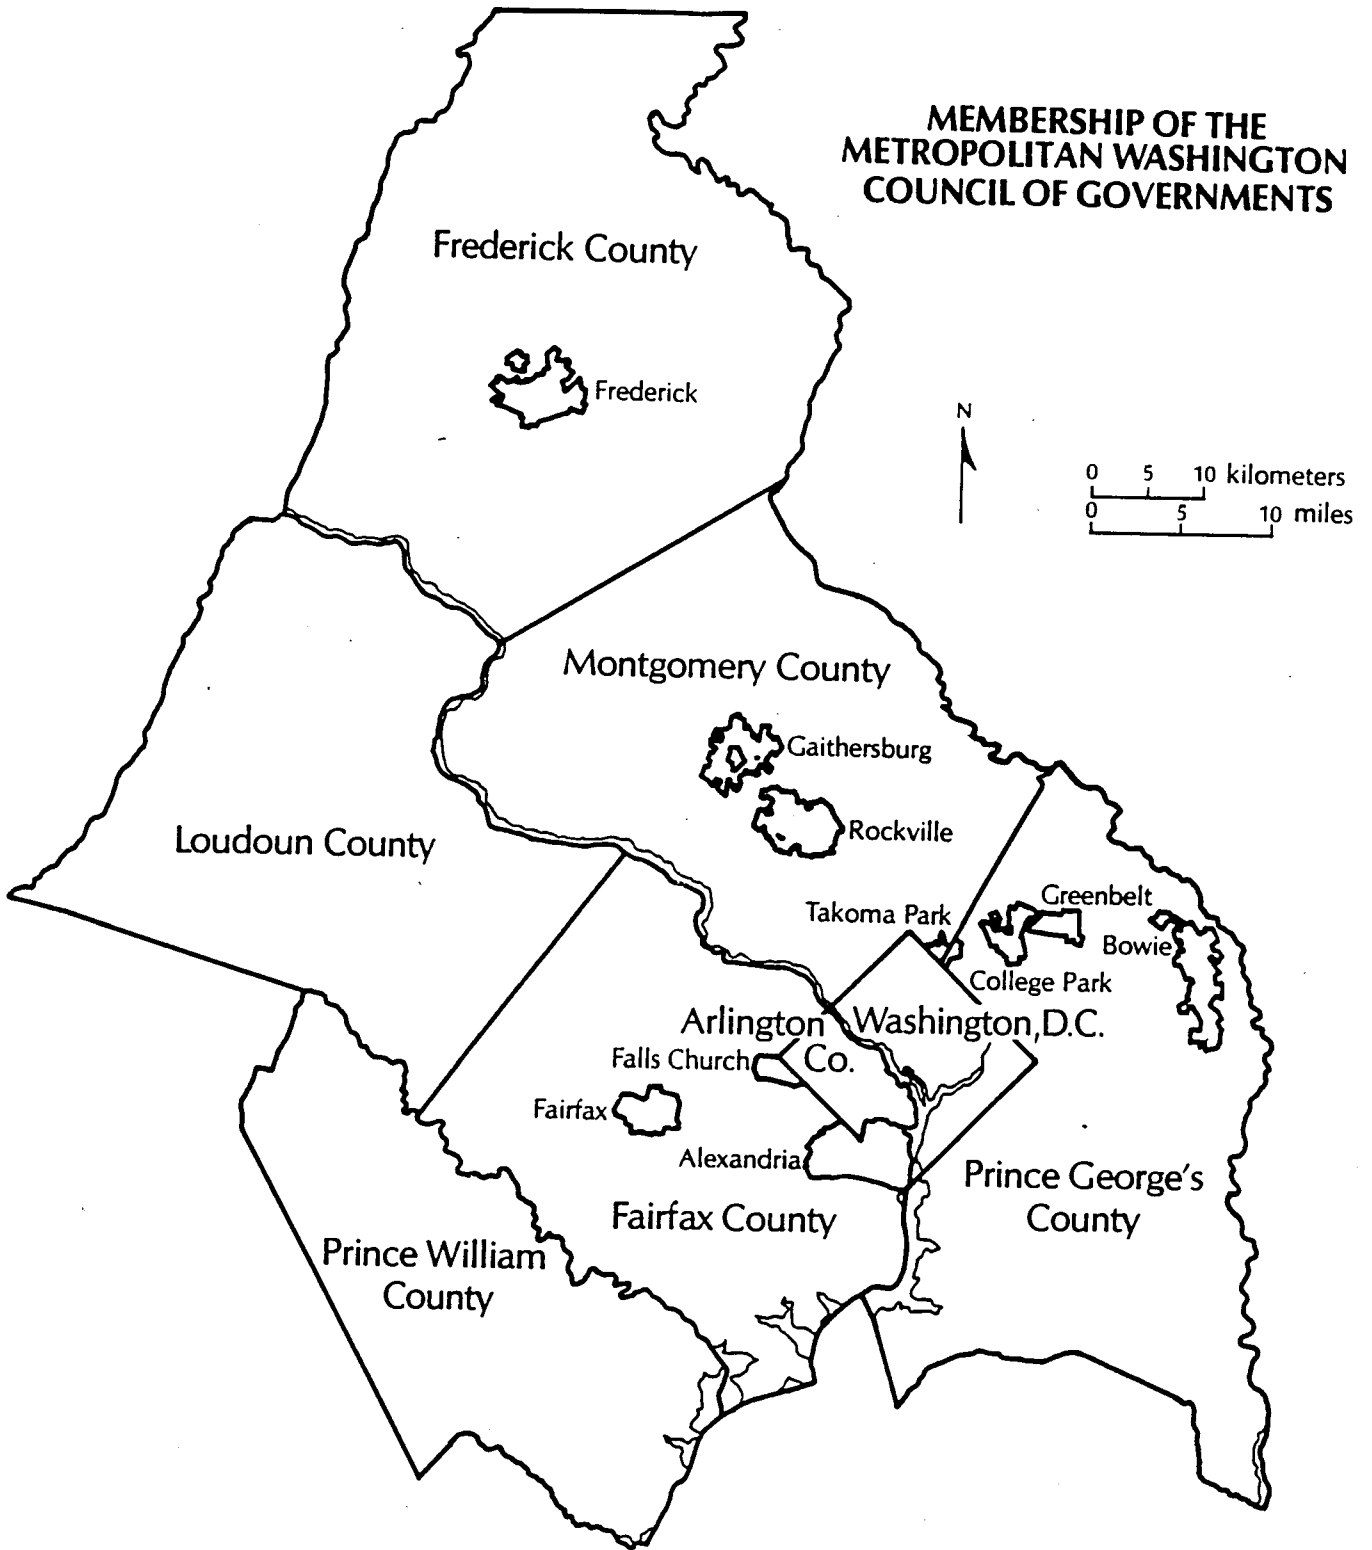 MEMBERSHIP OF THE
METROPOLITAN WASHINGTON
COUNCIL OF GOVERNMENTS
Frederick County
Frederick
N
0 5 10 kilometers
0 5 10 miles
Montgomery County
Gaithersburg
Rockville
Loudoun County
Takoma Park
Greenbelt
Bowie
College Park
Arlington
Co.
Washington, D.C.
Falls Church
Fairfax
Alexandria
Prince George's
County
Fairfax County
Prince William
County